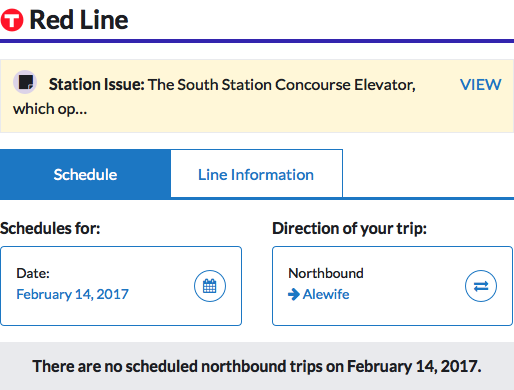 T Red Line
Station Issue: The South Station Concourse Elevator, VIEW
which op...
Schedule Line Information
Schedules for: Direction of your trip:
Date: Northbound
February 14, 2017 Alewife
There are no scheduled northbound trips on February 14, 2017.